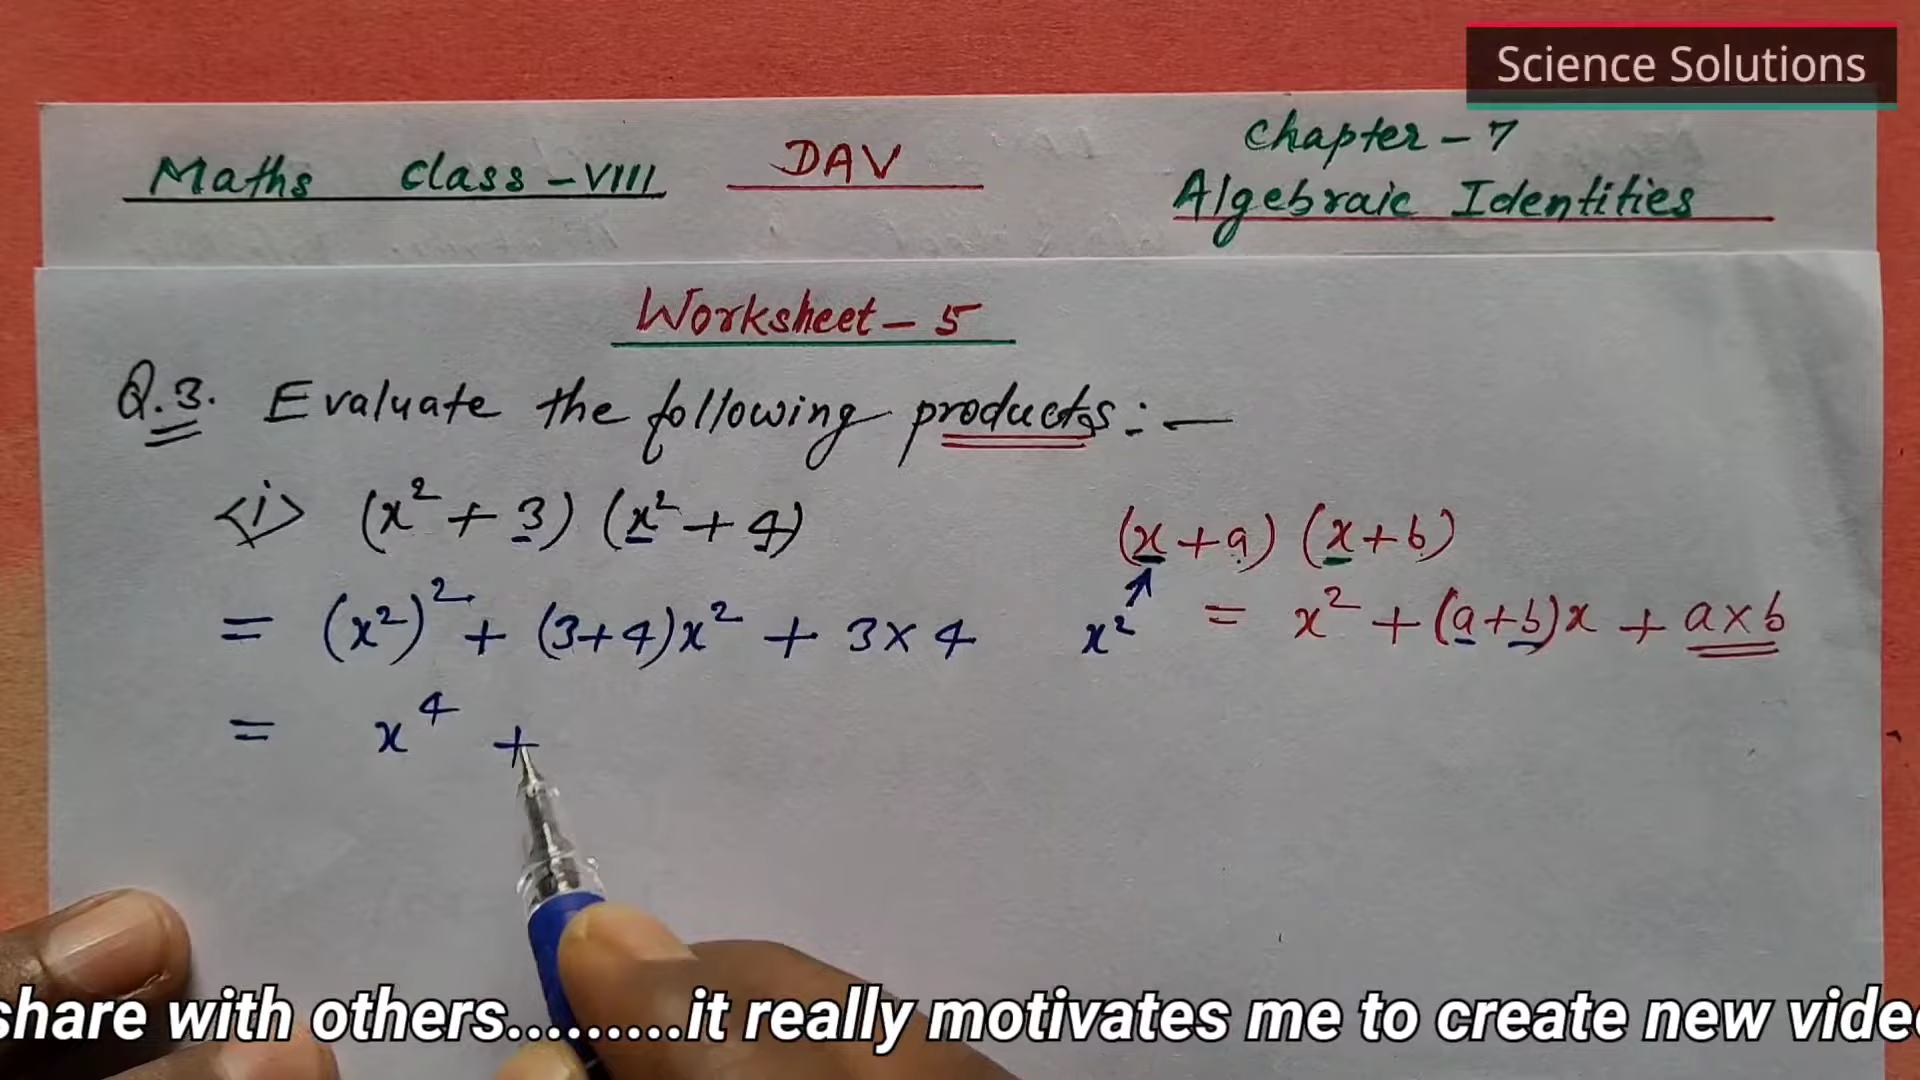 Science Solutions
Maths Class-VIII DAV Chapter-7
Algebraic Identities
Worksheet-5
Q.3. Evaluate the following products:-
<i> (x² + 3) (x² + 4)
= (x²)² + (3+4)x² + 3×4
= x⁴ +
(x+a) (x+b)
x² = x² + (a+b)x + a×b
share with others.........it really motivates me to create new vide